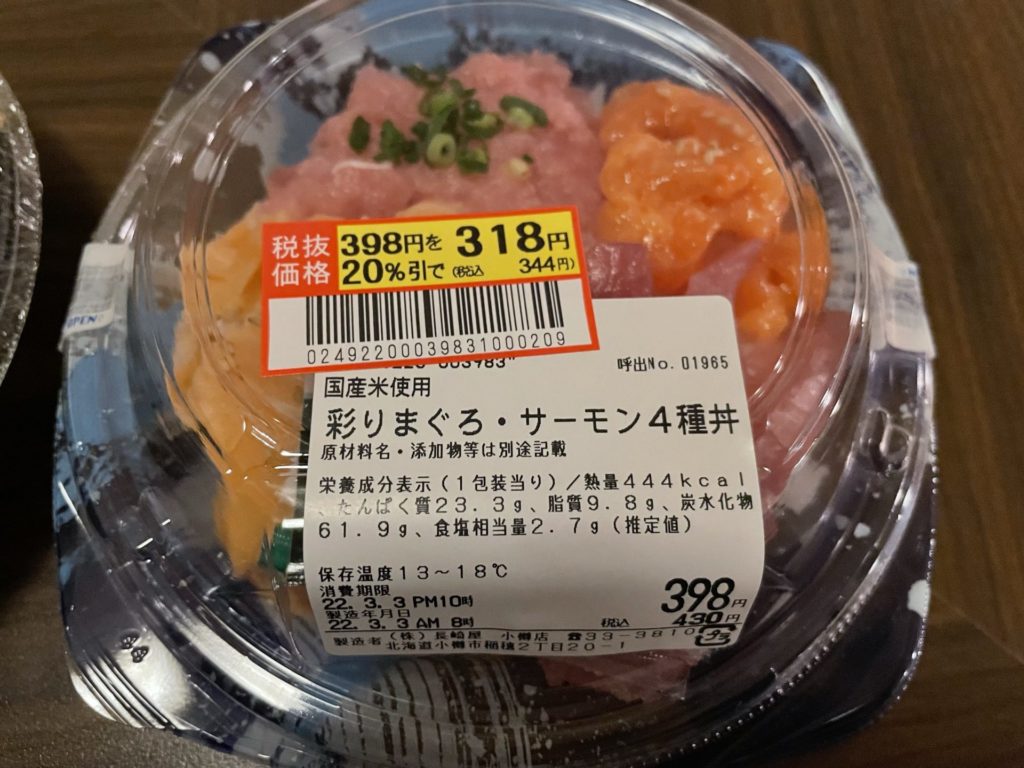 税抜
価格
398円を 318円
20%引で (税込 344円)
0249220003983​1000209
呼出No. 01965
国産米使用
彩りまぐろ・サーモン4種丼
原材料名・添加物等は別途記載
栄養成分表示(1包装当り)/熱量444kcal
、たんぱく質23.3g、脂質9.8g、炭水化物
61.9g、食塩相当量2.7g(推定値)
保存温度13~18℃
消費期限
22. 3. 3 PM10時
製造年月日
22. 3. 3 AM 8時
398円
税込 430円
製造者 (株)長崎屋 小樽店 ☎33-3810
北海道小樽市稲穂2丁目20-1
プラ
OPEN